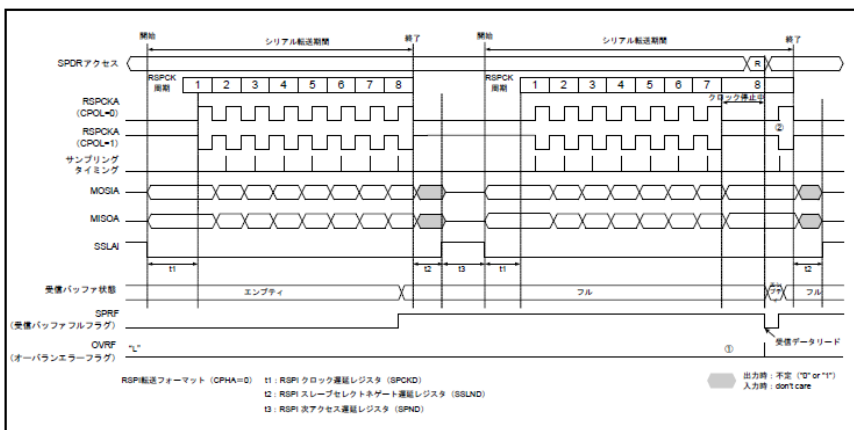 開始 シリアル転送期間 終了 開始 シリアル転送期間 終了
SPDRアクセス R
RSPCK周期 1 2 3 4 5 6 7 8 RSPCK周期 1 2 3 4 5 6 7 8
クロック停止中
RSPCKA
(CPOL=0)
②
RSPCKA
(CPOL=1)
サンプリング
タイミング
MOSIA
MISOA
SSLAi
t1 t2 t3 t1 t2
受信バッファ状態 エンプティ フル フル
SPRF
(受信バッファフルフラグ)
受信データリード
OVRF
(オーバランエラーフラグ)
"L" ①
RSPI転送フォーマット(CPHA=0) t1:RSPI クロック遅延レジスタ(SPCKD)
t2:RSPI スレーブセレクトネゲート遅延レジスタ(SSLND)
t3:RSPI 次アクセス遅延レジスタ(SPND)
出力時:不定("0" or "1")
入力時:don't care